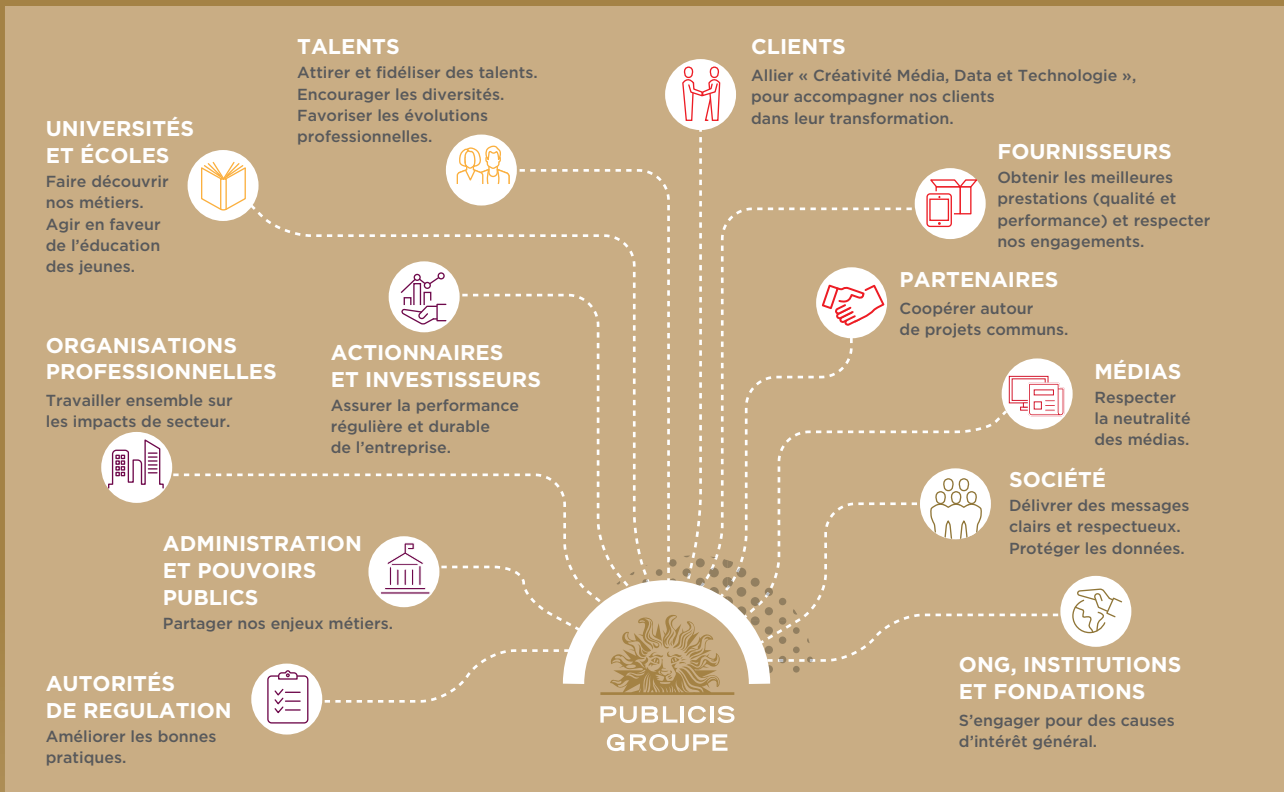 TALENTS
Attirer et fidéliser des talents.
Encourager les diversités.
Favoriser les évolutions
professionnelles.
CLIENTS
Allier « Créativité Média, Data et Technologie »,
pour accompagner nos clients
dans leur transformation.
UNIVERSITÉS
ET ÉCOLES
Faire découvrir
nos métiers.
Agir en faveur
de l'éducation
des jeunes.
FOURNISSEURS
Obtenir les meilleures
prestations (qualité et
performance) et respecter
nos engagements.
PARTENAIRES
Coopérer autour
de projets communs.
ORGANISATIONS
PROFESSIONNELLES
Travailler ensemble sur
les impacts de secteur.
ACTIONNAIRES
ET INVESTISSEURS
Assurer la performance
régulière et durable
de l'entreprise.
MÉDIAS
Respecter
la neutralité
des médias.
SOCIÉTÉ
Délivrer des messages
clairs et respectueux.
Protéger les données.
ADMINISTRATION
ET POUVOIRS
PUBLICS
Partager nos enjeux métiers.
ONG, INSTITUTIONS
ET FONDATIONS
S'engager pour des causes
d'intérêt général.
AUTORITÉS
DE REGULATION
Améliorer les bonnes
pratiques.
PUBLICIS
GROUPE